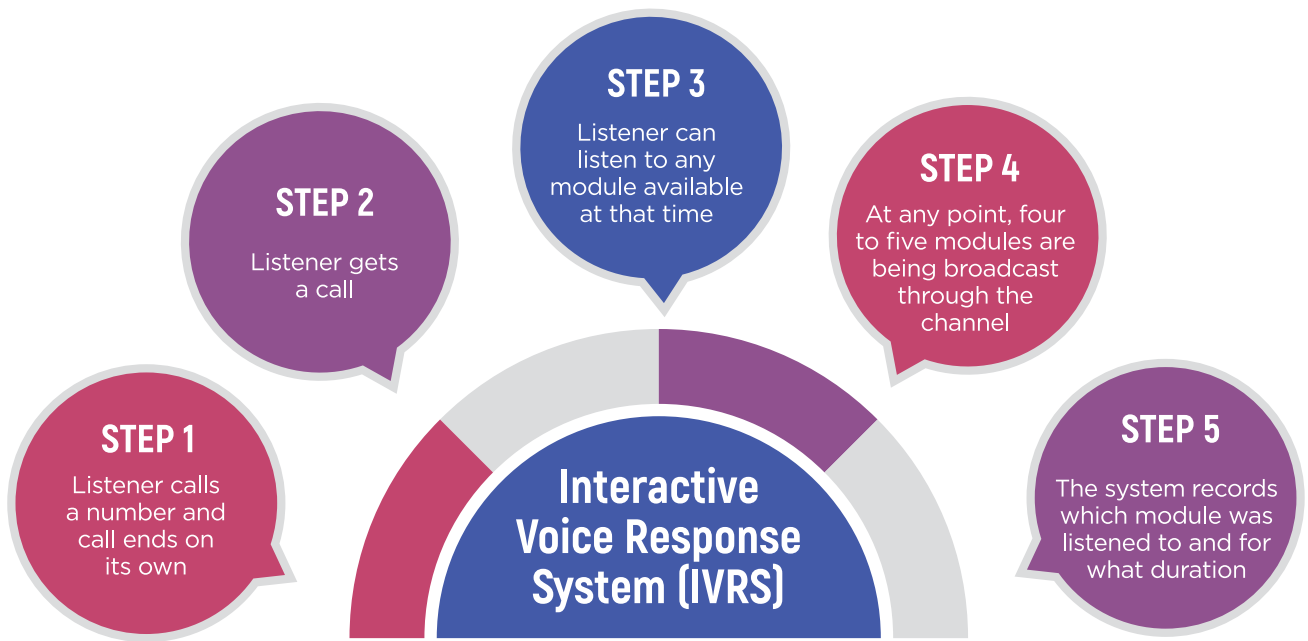 STEP 1
Listener calls
a number and
call ends on
its own
STEP 2
Listener gets
a call
STEP 3
Listener can
listen to any
module available
at that time
STEP 4
At any point, four
to five modules are
being broadcast
through the
channel
STEP 5
The system records
which module was
listened to and for
what duration
Interactive
Voice Response
System (IVRS)